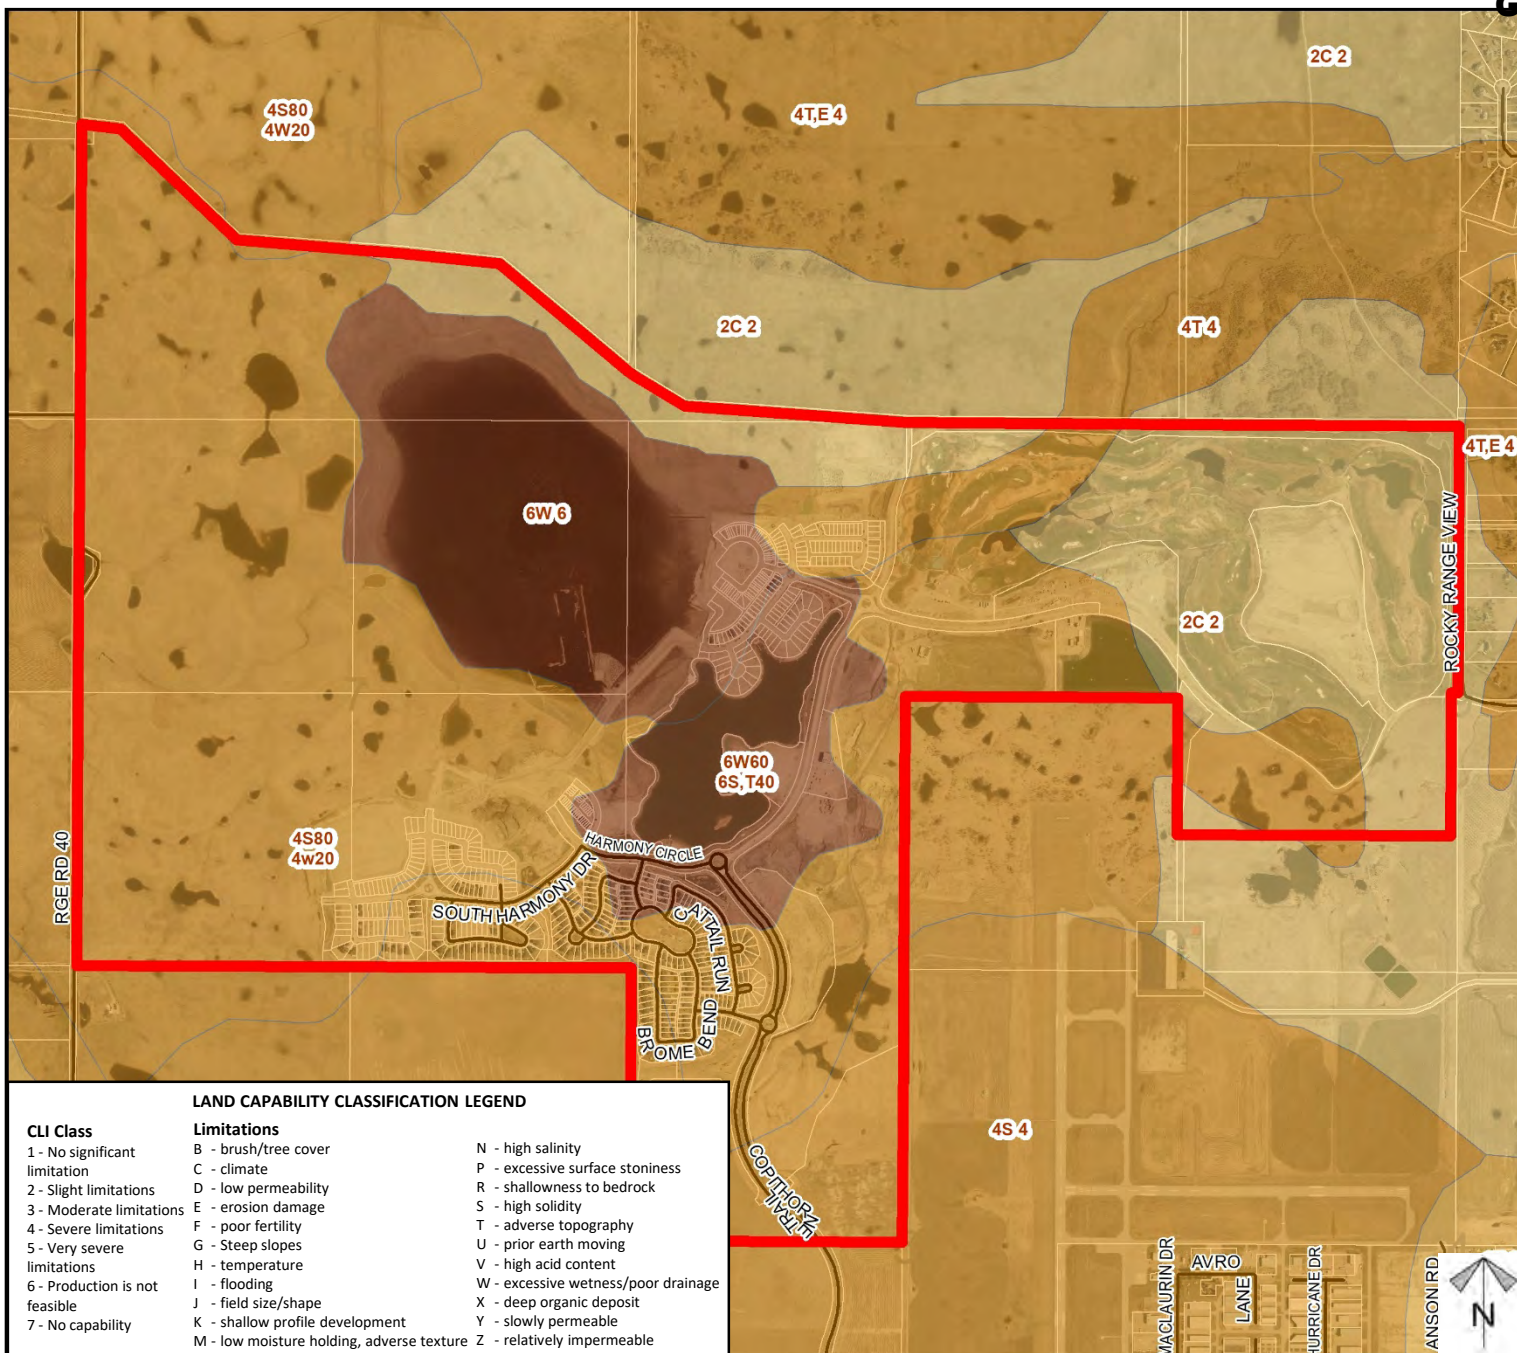 2C 2
4S80
4W20
4T,E 4
2C 2
4T 4
4T,E 4
6W 6
ROCKY RANGE VIEW
2C 2
6W60
6S,T40
4S80
4w20
RGE RD 40
HARMONY CIRCLE
SOUTH HARMONY DR
CATTAIL RUN
BROME BEND
4S 4
COPITHORNE TRAIL
MACLAURIN DR
AVRO LANE
HURRICANE DR
ANSON RD
N
LAND CAPABILITY CLASSIFICATION LEGEND
CLI Class
1 - No significant
limitation
2 - Slight limitations
3 - Moderate limitations
4 - Severe limitations
5 - Very severe
limitations
6 - Production is not
feasible
7 - No capability
Limitations
B - brush/tree cover
C - climate
D - low permeability
E - erosion damage
F - poor fertility
G - Steep slopes
H - temperature
I - flooding
J - field size/shape
K - shallow profile development
M - low moisture holding, adverse texture
N - high salinity
P - excessive surface stoniness
R - shallowness to bedrock
S - high solidity
T - adverse topography
U - prior earth moving
V - high acid content
W - excessive wetness/poor drainage
X - deep organic deposit
Y - slowly permeable
Z - relatively impermeable